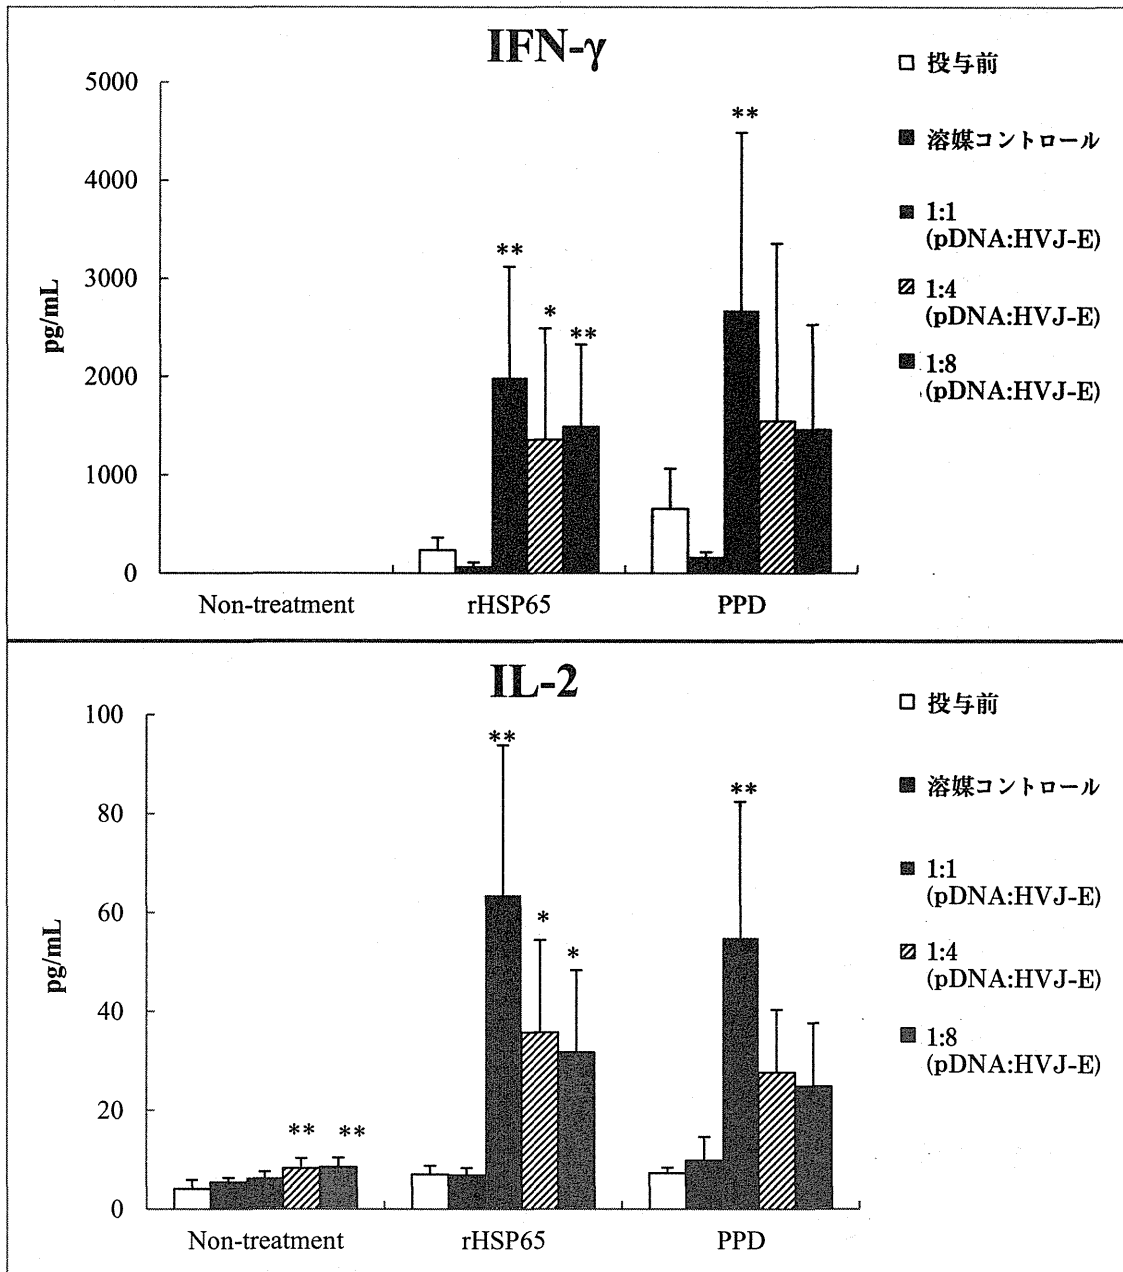 IFN-γ
5000
4000
3000
2000
1000
0
pg/mL
**
*
**
**
Non-treatment
rHSP65
PPD
投与前
溶媒コントロール
1:1
(pDNA:HVJ-E)
1:4
(pDNA:HVJ-E)
1:8
(pDNA:HVJ-E)
IL-2
100
80
60
40
20
0
pg/mL
**
**
**
*
*
**
Non-treatment
rHSP65
PPD
投与前
溶媒コントロール
1:1
(pDNA:HVJ-E)
1:4
(pDNA:HVJ-E)
1:8
(pDNA:HVJ-E)